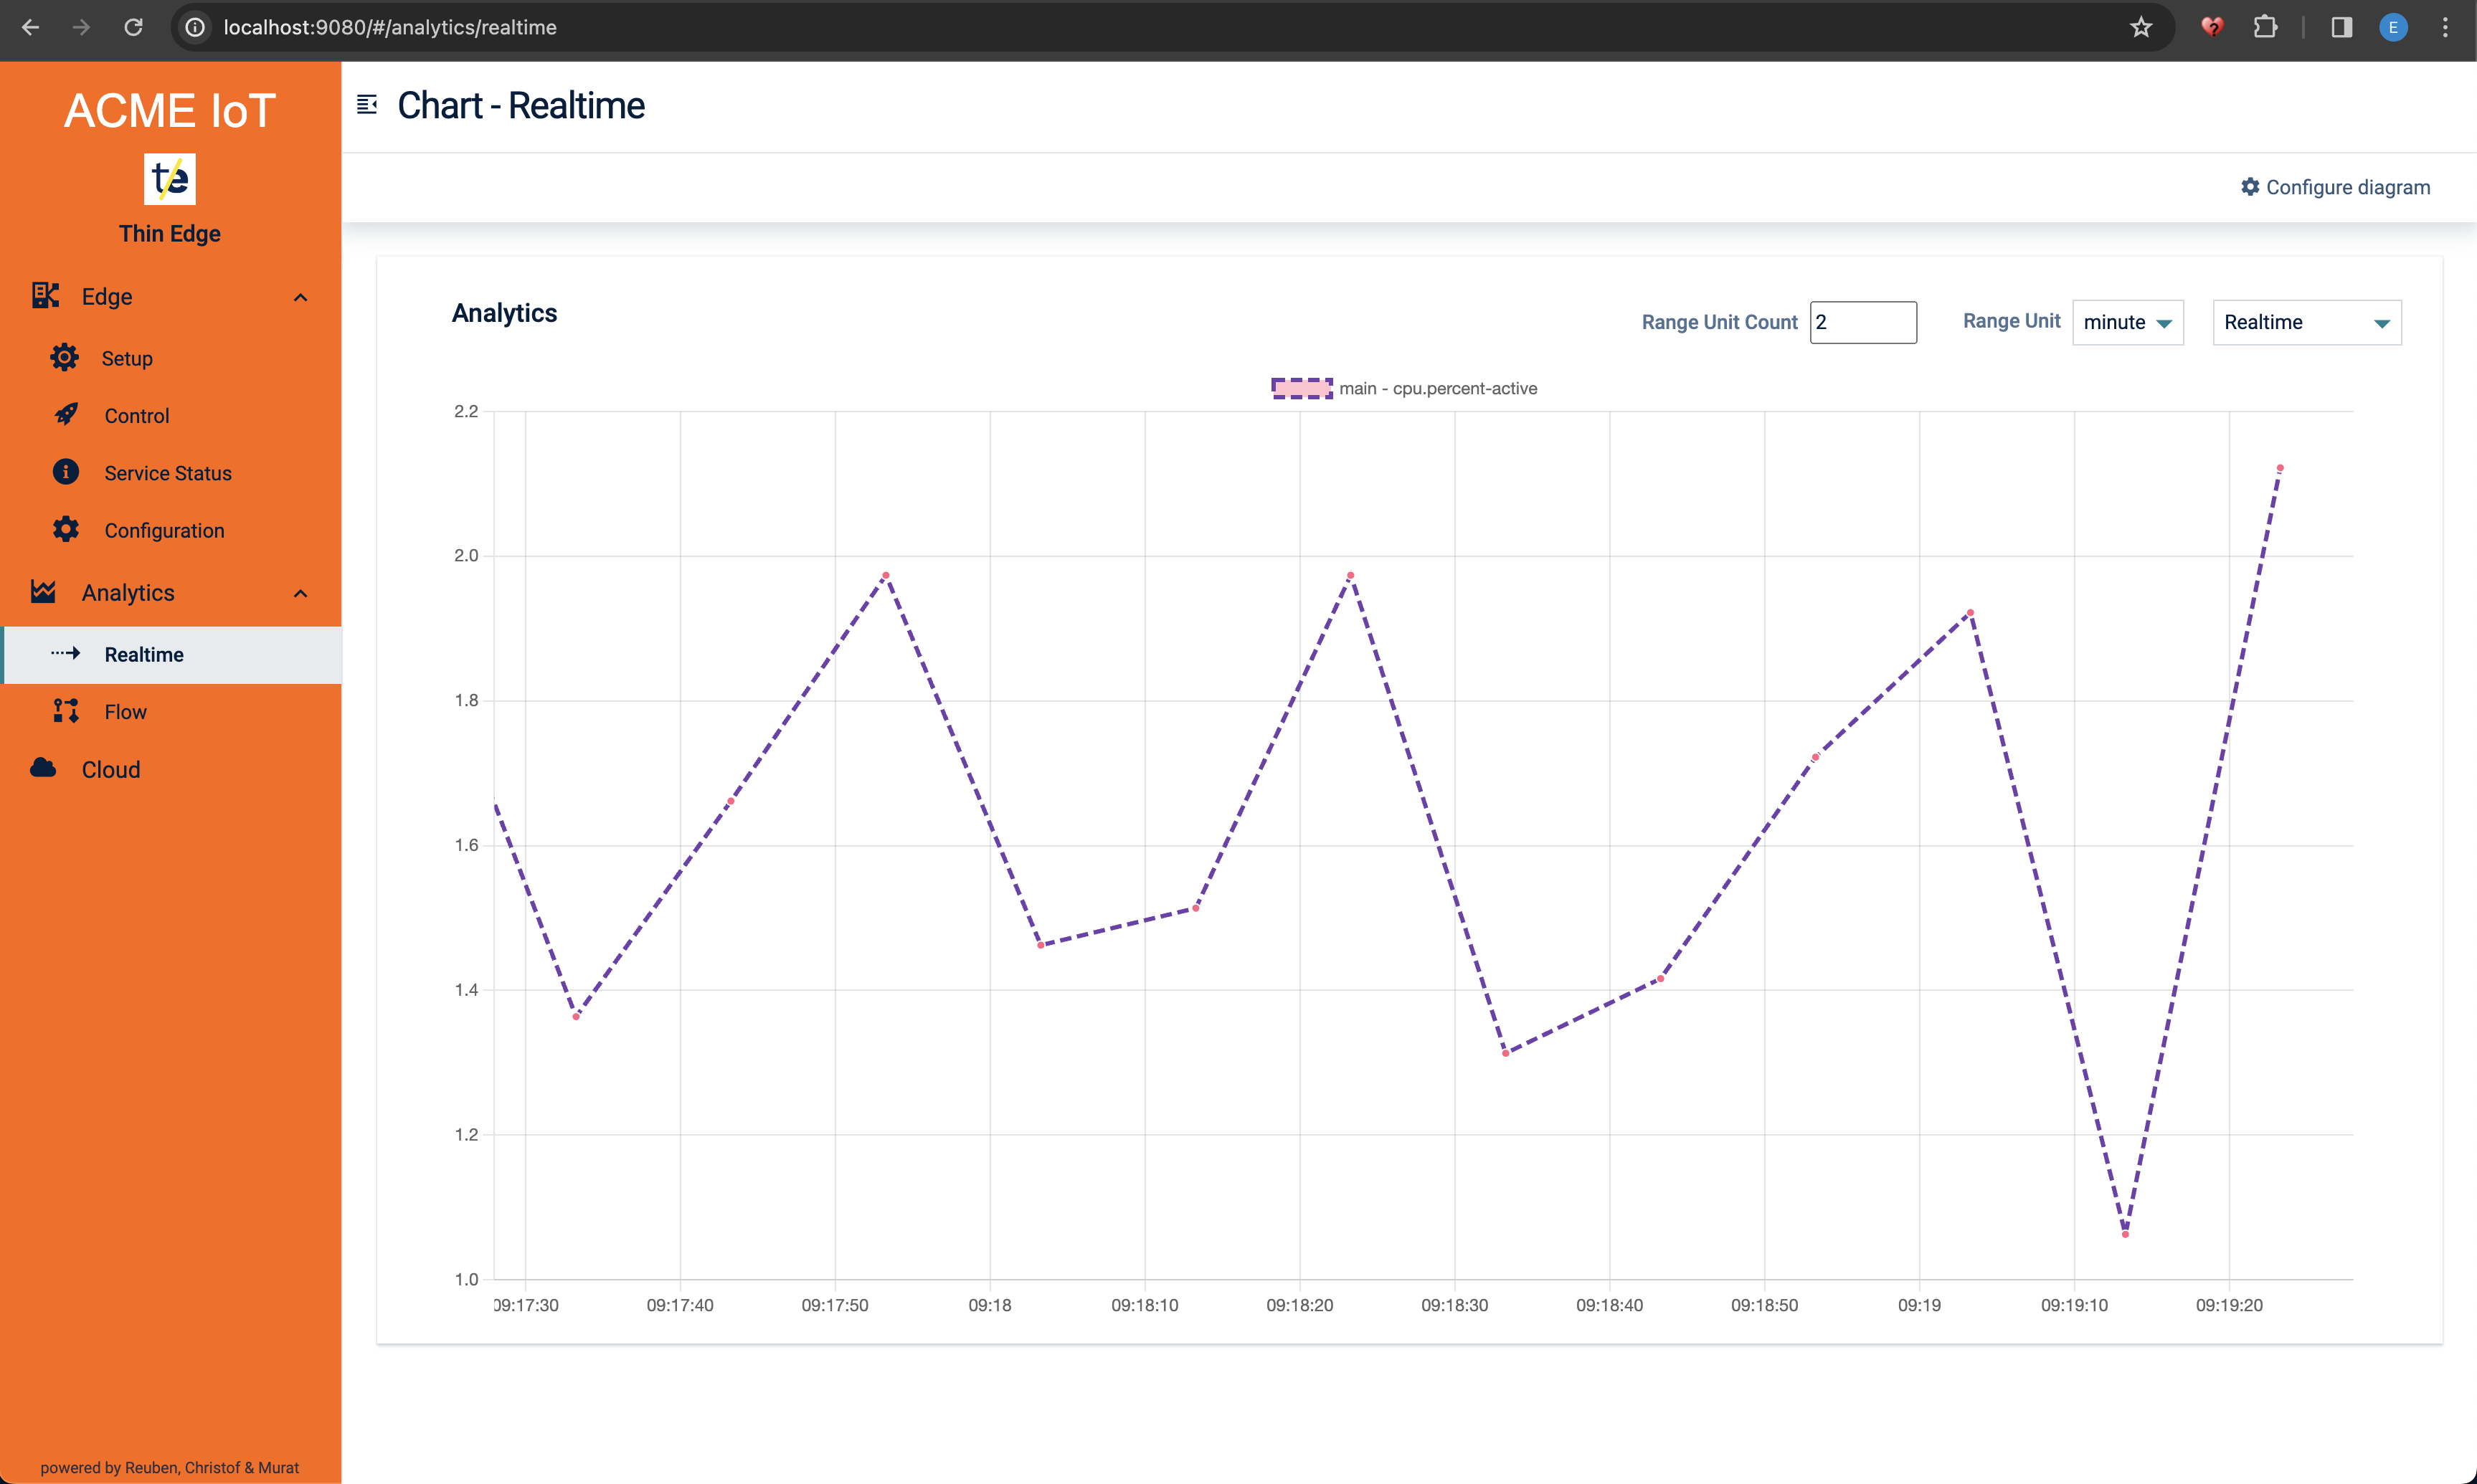 localhost:9080/#/analytics/realtime
E
ACME IoT
te
Thin Edge
Edge
Setup
Control
Service Status
Configuration
Analytics
Realtime
Flow
Cloud
powered by Reuben, Christof & Murat
Chart - Realtime
Configure diagram
Analytics
Range Unit Count 2
Range Unit minute
Realtime
main - cpu.percent-active
2.2
2.0
1.8
1.6
1.4
1.2
1.0
09:17:30 09:17:40 09:17:50 09:18 09:18:10 09:18:20 09:18:30 09:18:40 09:18:50 09:19 09:19:10 09:19:20